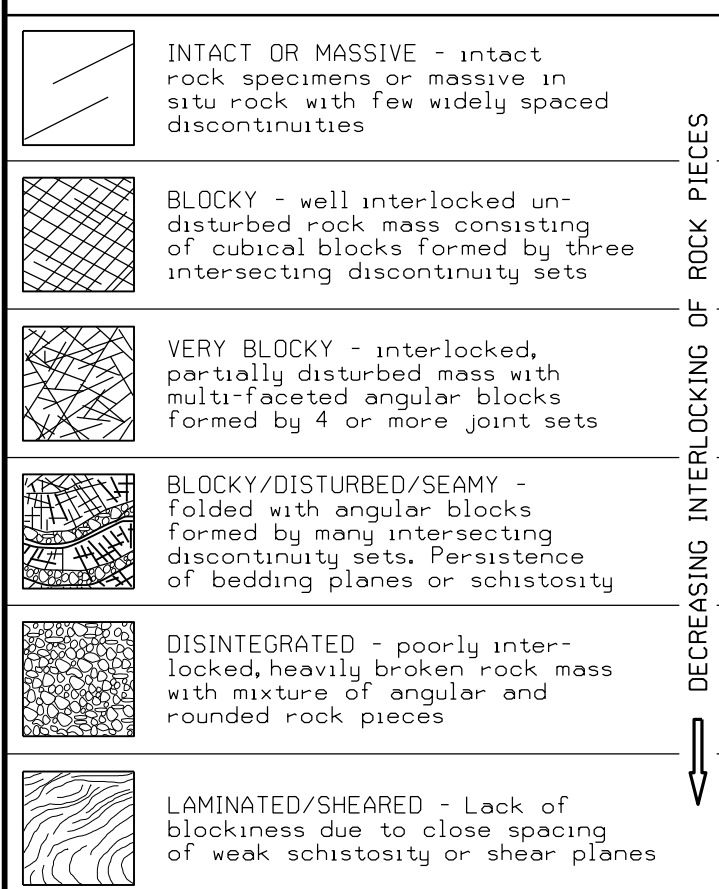 INTACT OR MASSIVE - intact
rock specimens or massive in
situ rock with few widely spaced
discontinuities
BLOCKY - well interlocked un-
disturbed rock mass consisting
of cubical blocks formed by three
intersecting discontinuity sets
VERY BLOCKY - interlocked,
partially disturbed mass with
multi-faceted angular blocks
formed by 4 or more joint sets
BLOCKY/DISTURBED/SEAMY -
folded with angular blocks
formed by many intersecting
discontinuity sets. Persistence
of bedding planes or schistosity
DISINTEGRATED - poorly inter-
locked, heavily broken rock mass
with mixture of angular and
rounded rock pieces
LAMINATED/SHEARED - Lack of
blockiness due to close spacing
of weak schistosity or shear planes
DECREASING INTERLOCKING OF ROCK PIECES